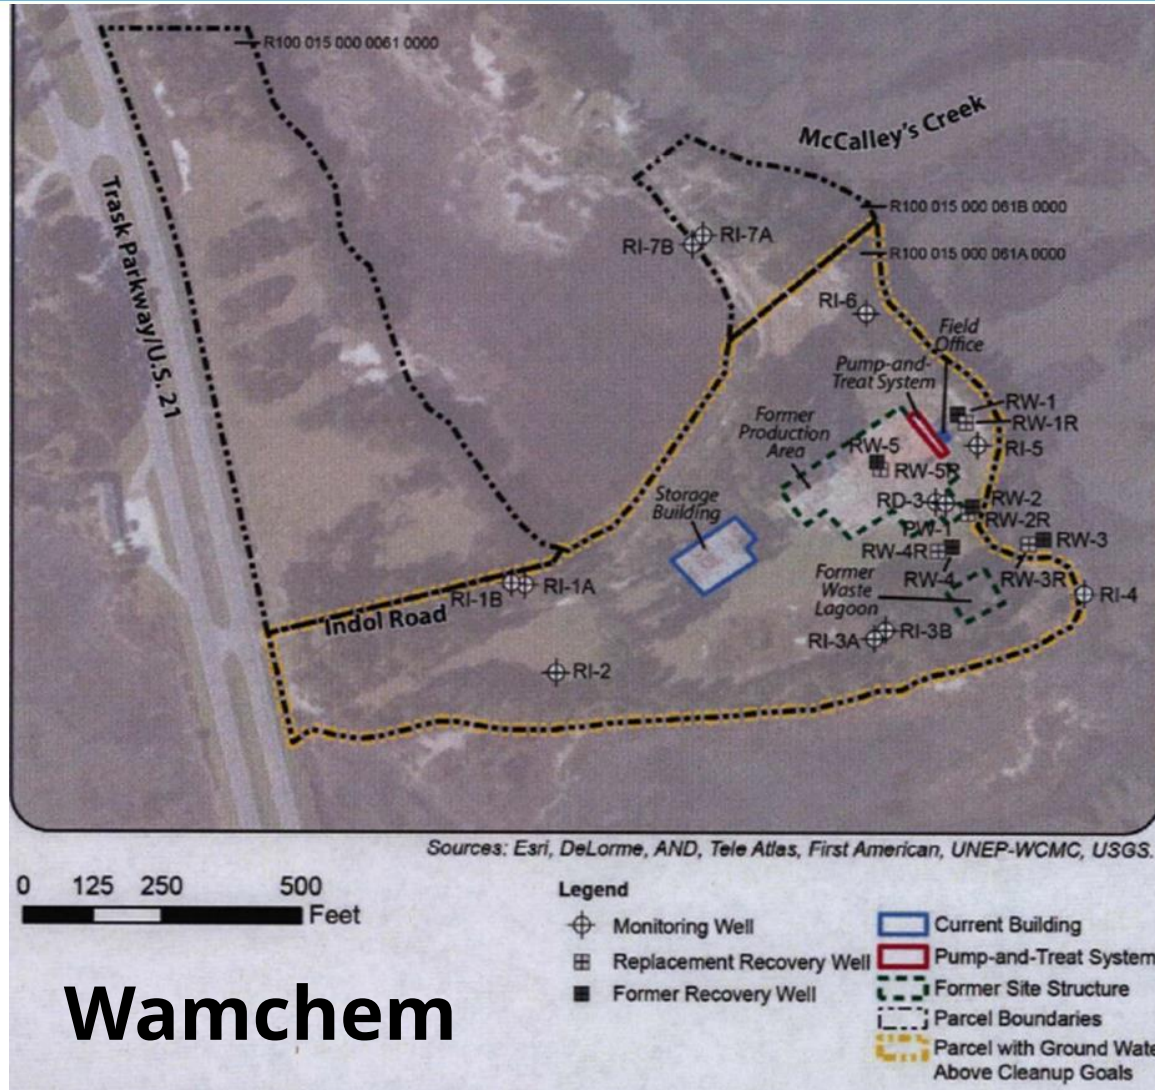 R100 015 000 0061 0000
McCalley's Creek
Trask Parkway/U.S. 21
R100 015 000 061B 0000
RI-7A
RI-7B
R100 015 000 061A 0000
RI-6
Field
Office
Pump-and-
Treat System
Former
Production
Area
RW-1
RW-1R
RW-5
RI-5
RW-5R
Storage
Building
RD-3
RW-2
PW-1
RW-2R
RW-4R
RW-3
RW-4
RW-3R
Former
Waste
Lagoon
RI-1B
RI-1A
RI-4
Indol Road
RI-3A
RI-3B
RI-2
Sources: Esri, DeLorme, AND, Tele Atlas, First American, UNEP-WCMC, USGS.
0 125 250 500
Feet
Legend
Monitoring Well
Replacement Recovery Well
Former Recovery Well
Current Building
Pump-and-Treat System
Former Site Structure
Parcel Boundaries
Parcel with Ground Wate
Above Cleanup Goals
Wamchem